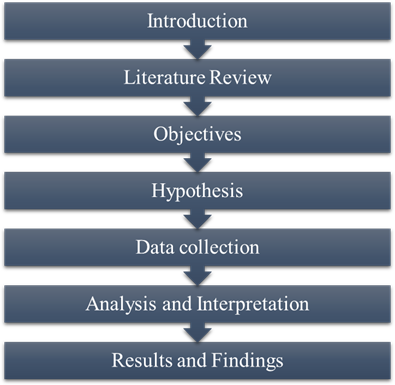 Introduction
Literature Review
Objectives
Hypothesis
Data collection
Analysis and Interpretation
Results and Findings